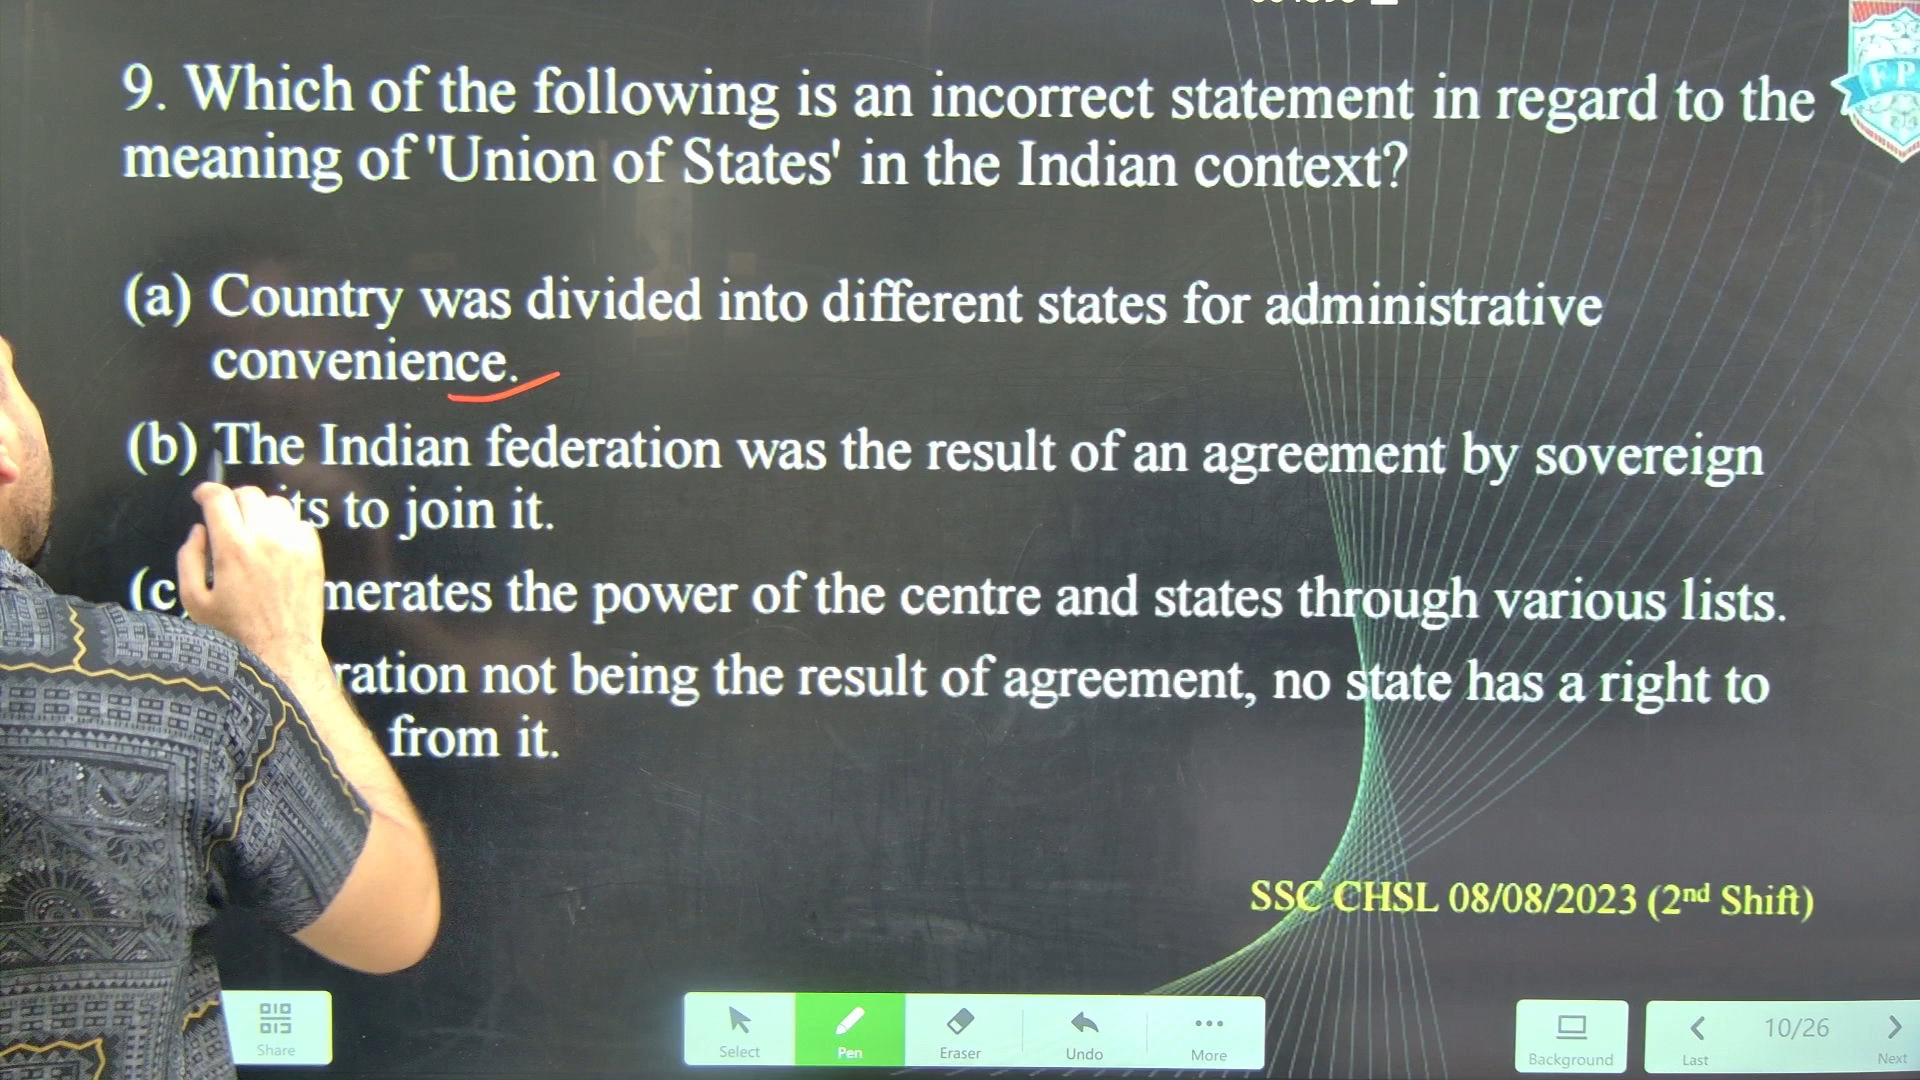 9. Which of the following is an incorrect statement in regard to the
meaning of 'Union of States' in the Indian context?
(a) Country was divided into different states for administrative
convenience.
(b) The Indian federation was the result of an agreement by sovereign
to join it.
the power of the centre and states through various lists.
not being the result of agreement, no state has a right to
from it.
SSC CHSL 08/08/2023 (2nd Shift)
Share
Select
Pen
Eraser
Undo
More
Background
Last
10/26
Next